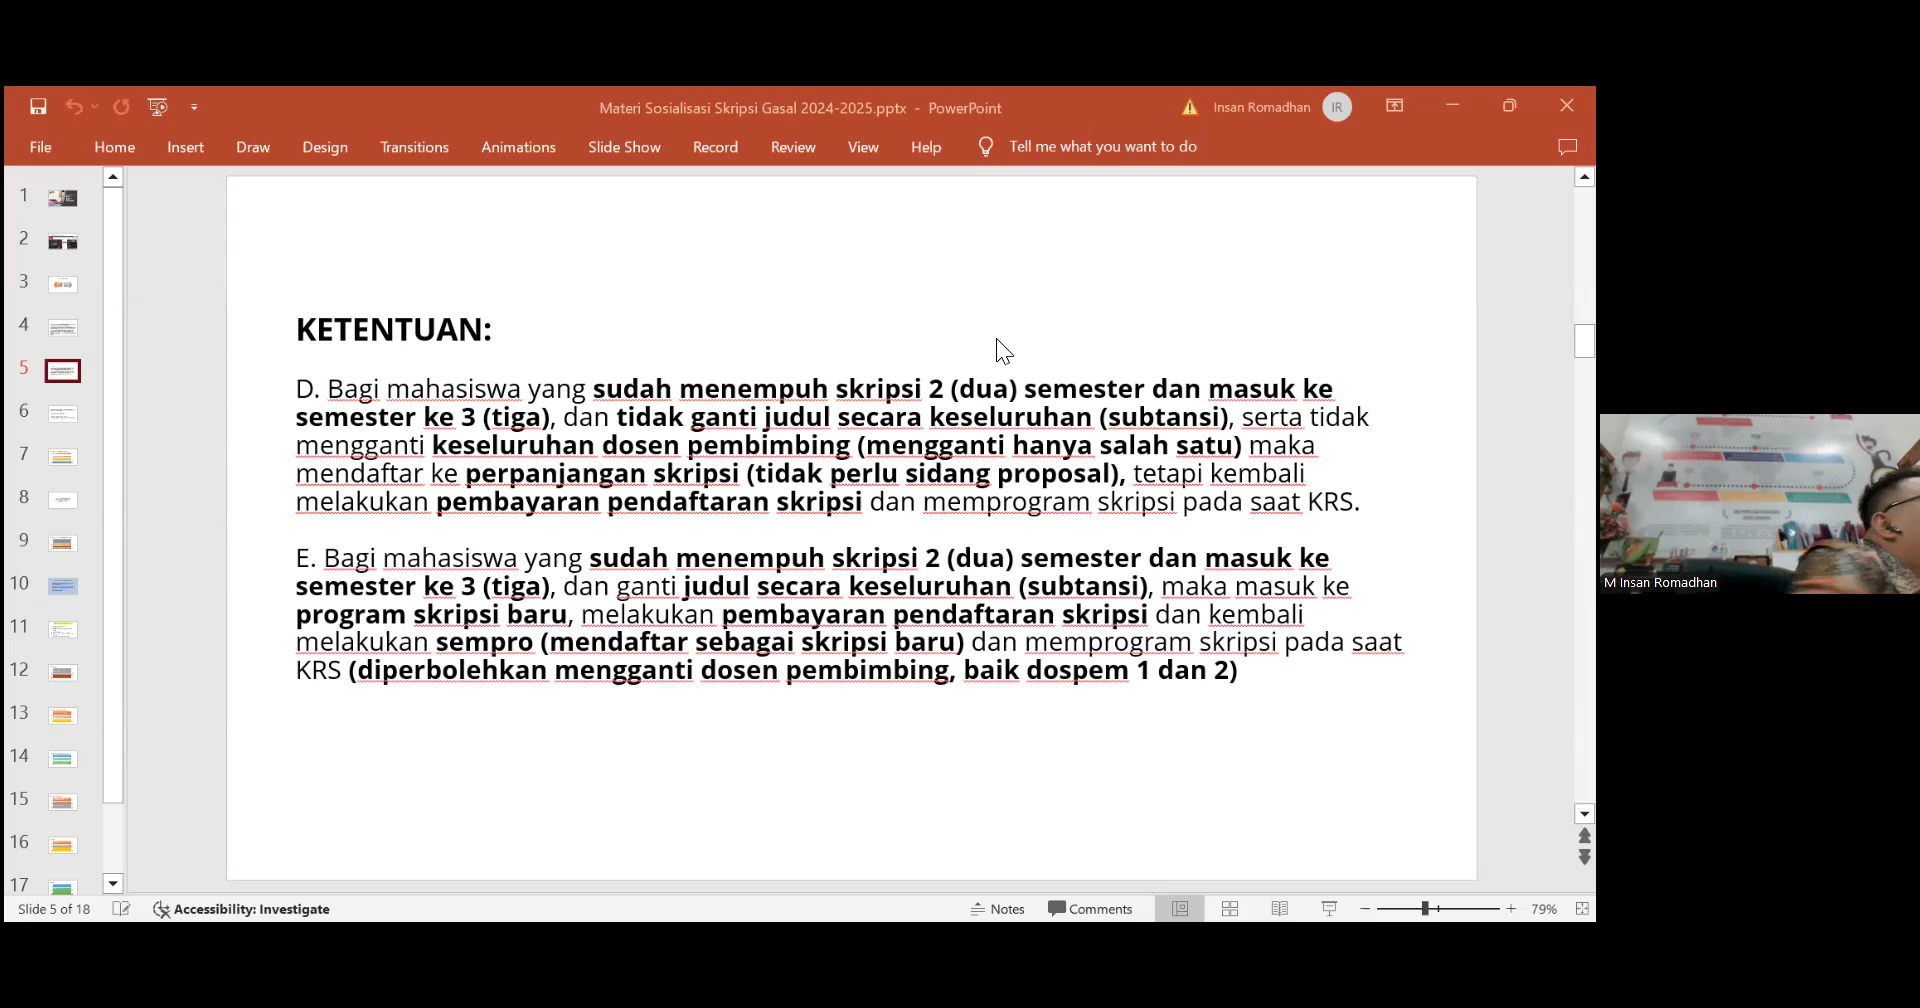 Materi Sosialisasi Skripsi Gasal 2024-2025.pptx - PowerPoint
Insan Romadhan
IR
File Home Insert Draw Design Transitions Animations Slide Show Record Review View Help Tell me what you want to do
1
2
3
4
5
6
7
8
9
10
11
12
13
14
15
16
17
KETENTUAN:
D. Bagi mahasiswa yang sudah menempuh skripsi 2 (dua) semester dan masuk ke
semester ke 3 (tiga), dan tidak ganti judul secara keseluruhan (subtansi), serta tidak
mengganti keseluruhan dosen pembimbing (mengganti hanya salah satu) maka
mendaftar ke perpanjangan skripsi (tidak perlu sidang proposal), tetapi kembali
melakukan pembayaran pendaftaran skripsi dan memprogram skripsi pada saat KRS.
E. Bagi mahasiswa yang sudah menempuh skripsi 2 (dua) semester dan masuk ke
semester ke 3 (tiga), dan ganti judul secara keseluruhan (subtansi), maka masuk ke
program skripsi baru, melakukan pembayaran pendaftaran skripsi dan kembali
melakukan sempro (mendaftar sebagai skripsi baru) dan memprogram skripsi pada saat
KRS (diperbolehkan mengganti dosen pembimbing, baik dospem 1 dan 2)
M Insan Romadhan
Slide 5 of 18
Accessibility: Investigate
Notes
Comments
79%